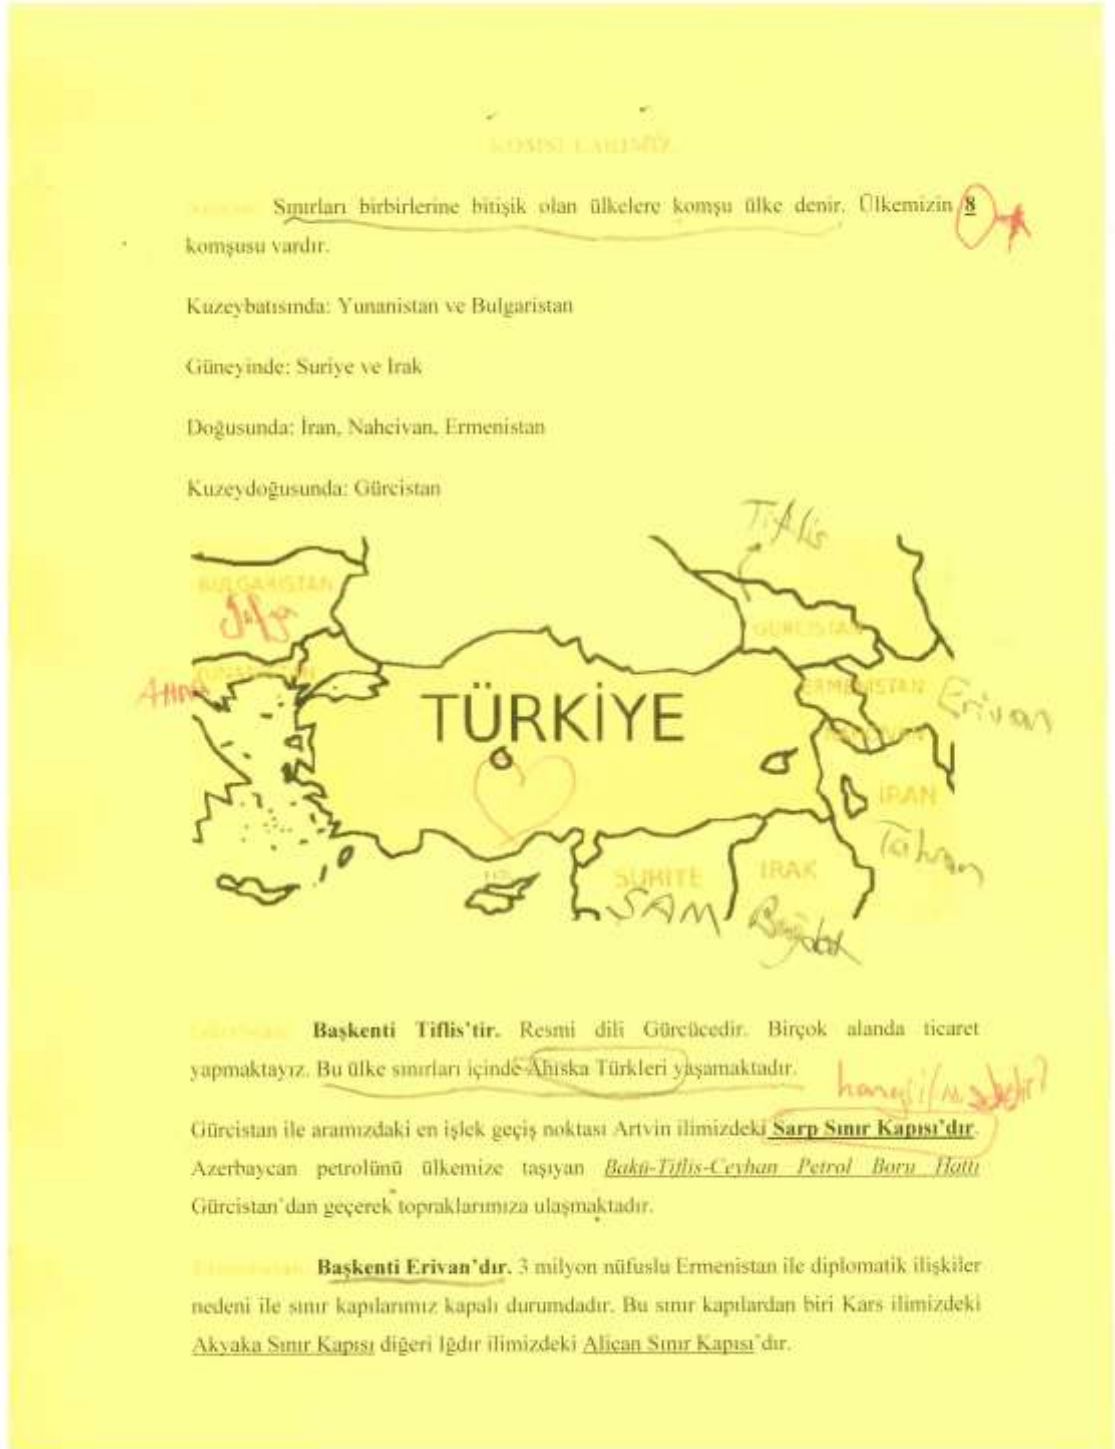 KOMŞULARIMIZ
Sınırları birbirlerine bitişik olan ülkelere komşu ülke denir. Ülkemizin 8
komşusu vardır.
Kuzeybatısında: Yunanistan ve Bulgaristan
Güneyinde: Suriye ve Irak
Doğusunda: İran, Nahcivan, Ermenistan
Kuzeydoğusunda: Gürcistan
Tiflis
BULGARİSTAN
Sofya
GÜRCİSTAN
YUNANİSTAN
Atina
TÜRKİYE
ERMENİSTAN
Erivan
İRAN
Tahran
SURİYE
ŞAM
IRAK
Bağdat
Başkenti Tiflis'tir. Resmi dili Gürcücedir. Birçok alanda ticaret
yapmaktayız. Bu ülke sınırları içinde Ahıska Türkleri yaşamaktadır.
Gürcistan ile aramızdaki en işlek geçiş noktası Artvin ilimizdeki Sarp Sınır Kapısı'dır.
Azerbaycan petrolünü ülkemize taşıyan Bakü-Tiflis-Ceyhan Petrol Boru Hattı
Gürcistan'dan geçerek topraklarımıza ulaşmaktadır.
Başkenti Erivan'dır. 3 milyon nüfuslu Ermenistan ile diplomatik ilişkiler
nedeni ile sınır kapılarımız kapalı durumdadır. Bu sınır kapılardan biri Kars ilimizdeki
Akyaka Sınır Kapısı diğeri Iğdır ilimizdeki Alican Sınır Kapısı'dır.